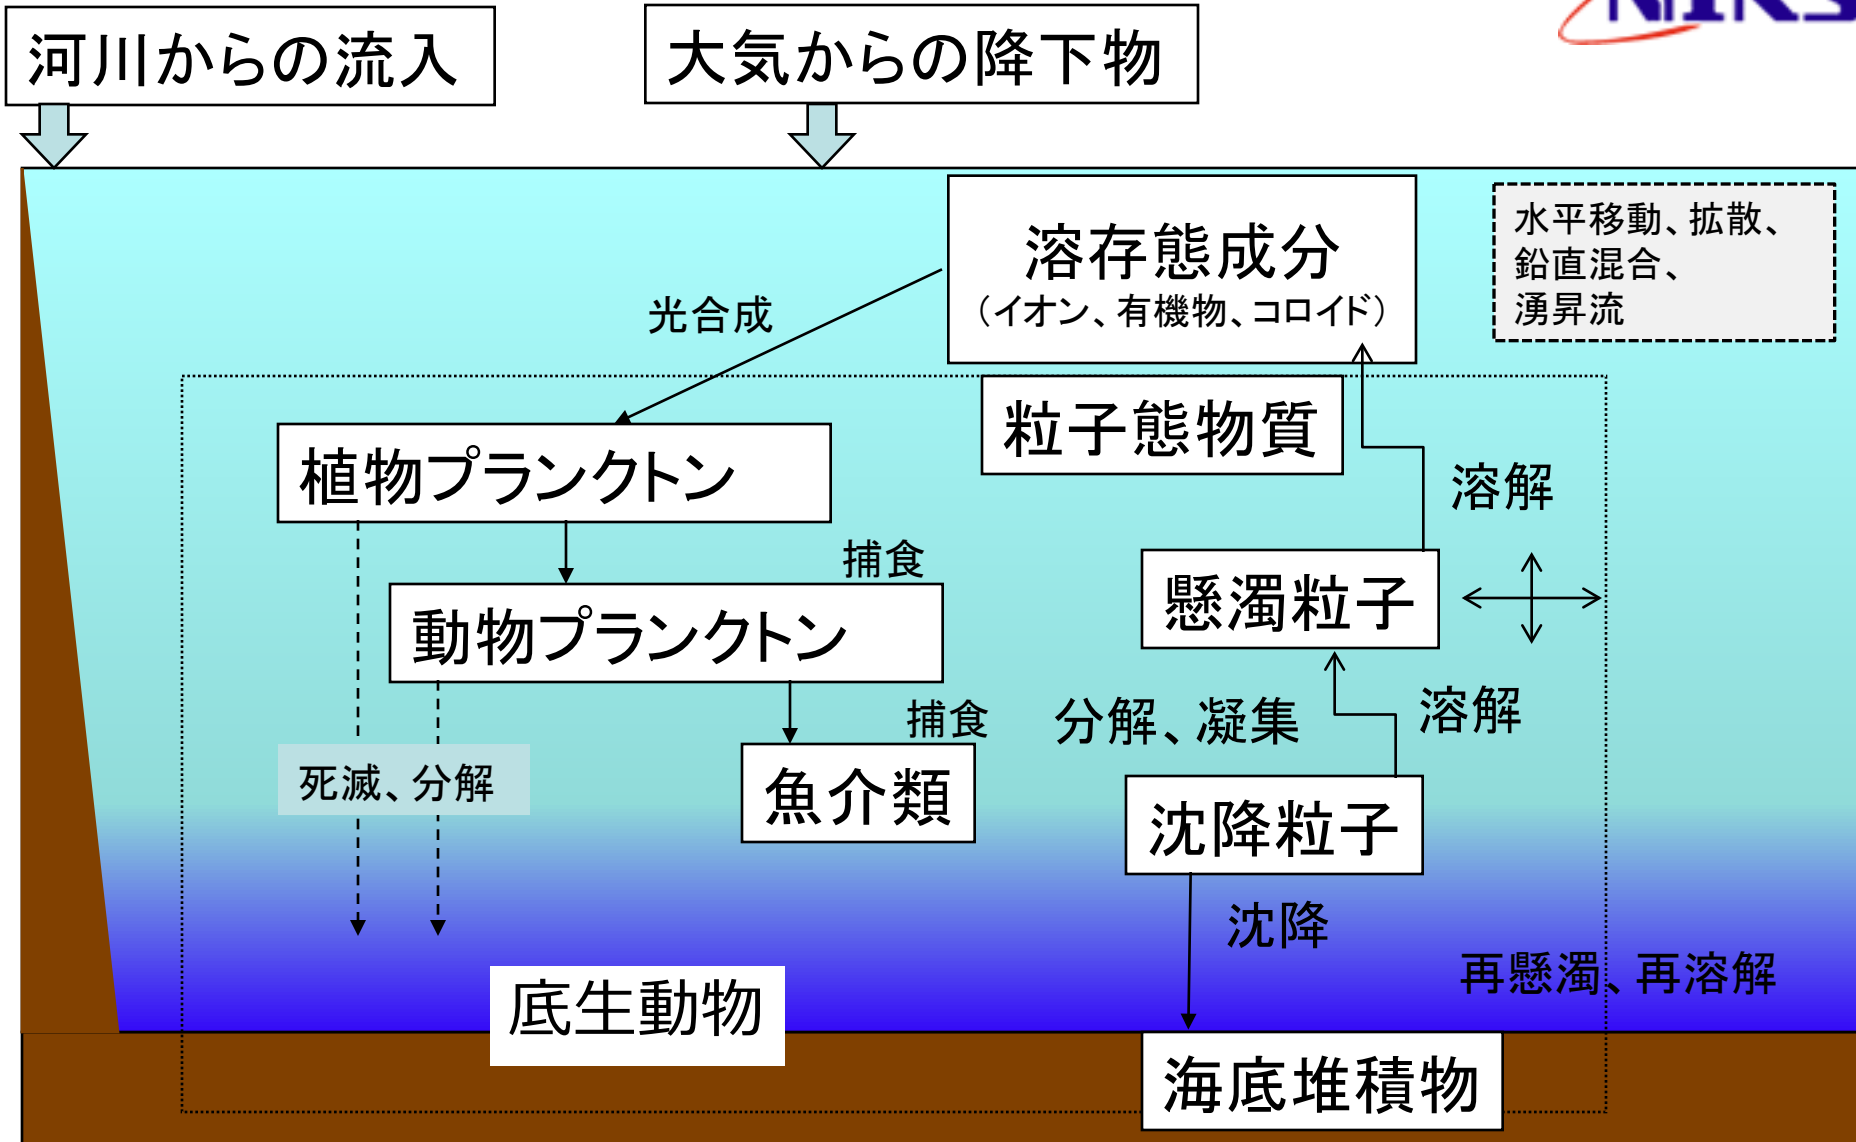 河川からの流入
大気からの降下物
溶存態成分
（イオン、有機物、コロイド）
水平移動、拡散、
鉛直混合、
湧昇流
光合成
粒子態物質
植物プランクトン
溶解
捕食
動物プランクトン
懸濁粒子
捕食
分解、凝集
溶解
死滅、分解
魚介類
沈降粒子
沈降
再懸濁、再溶解
底生動物
海底堆積物